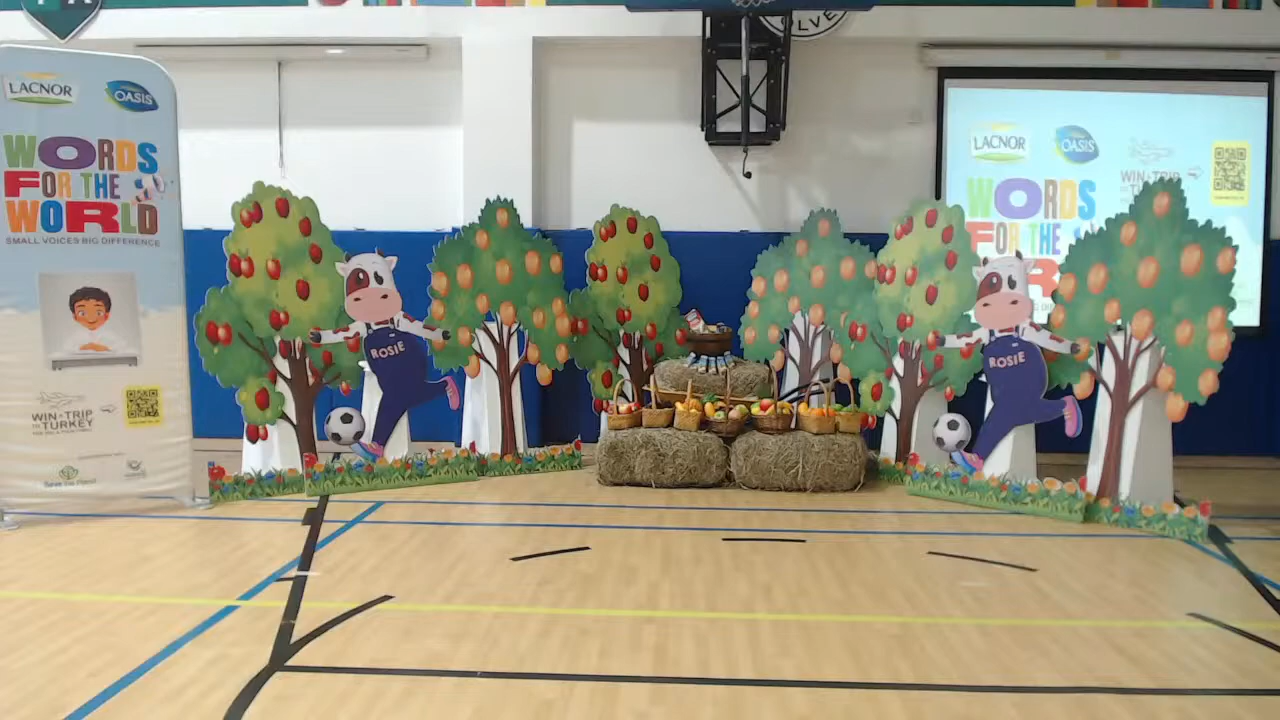 LACNOR
OASIS
WORDS
FOR THE
WORLD
SMALL VOICES BIG DIFFERENCE
WIN A TRIP
TO TURKEY
ROSIE
ROSIE
LACNOR
OASIS
WORDS
FOR THE
WIN A TRIP